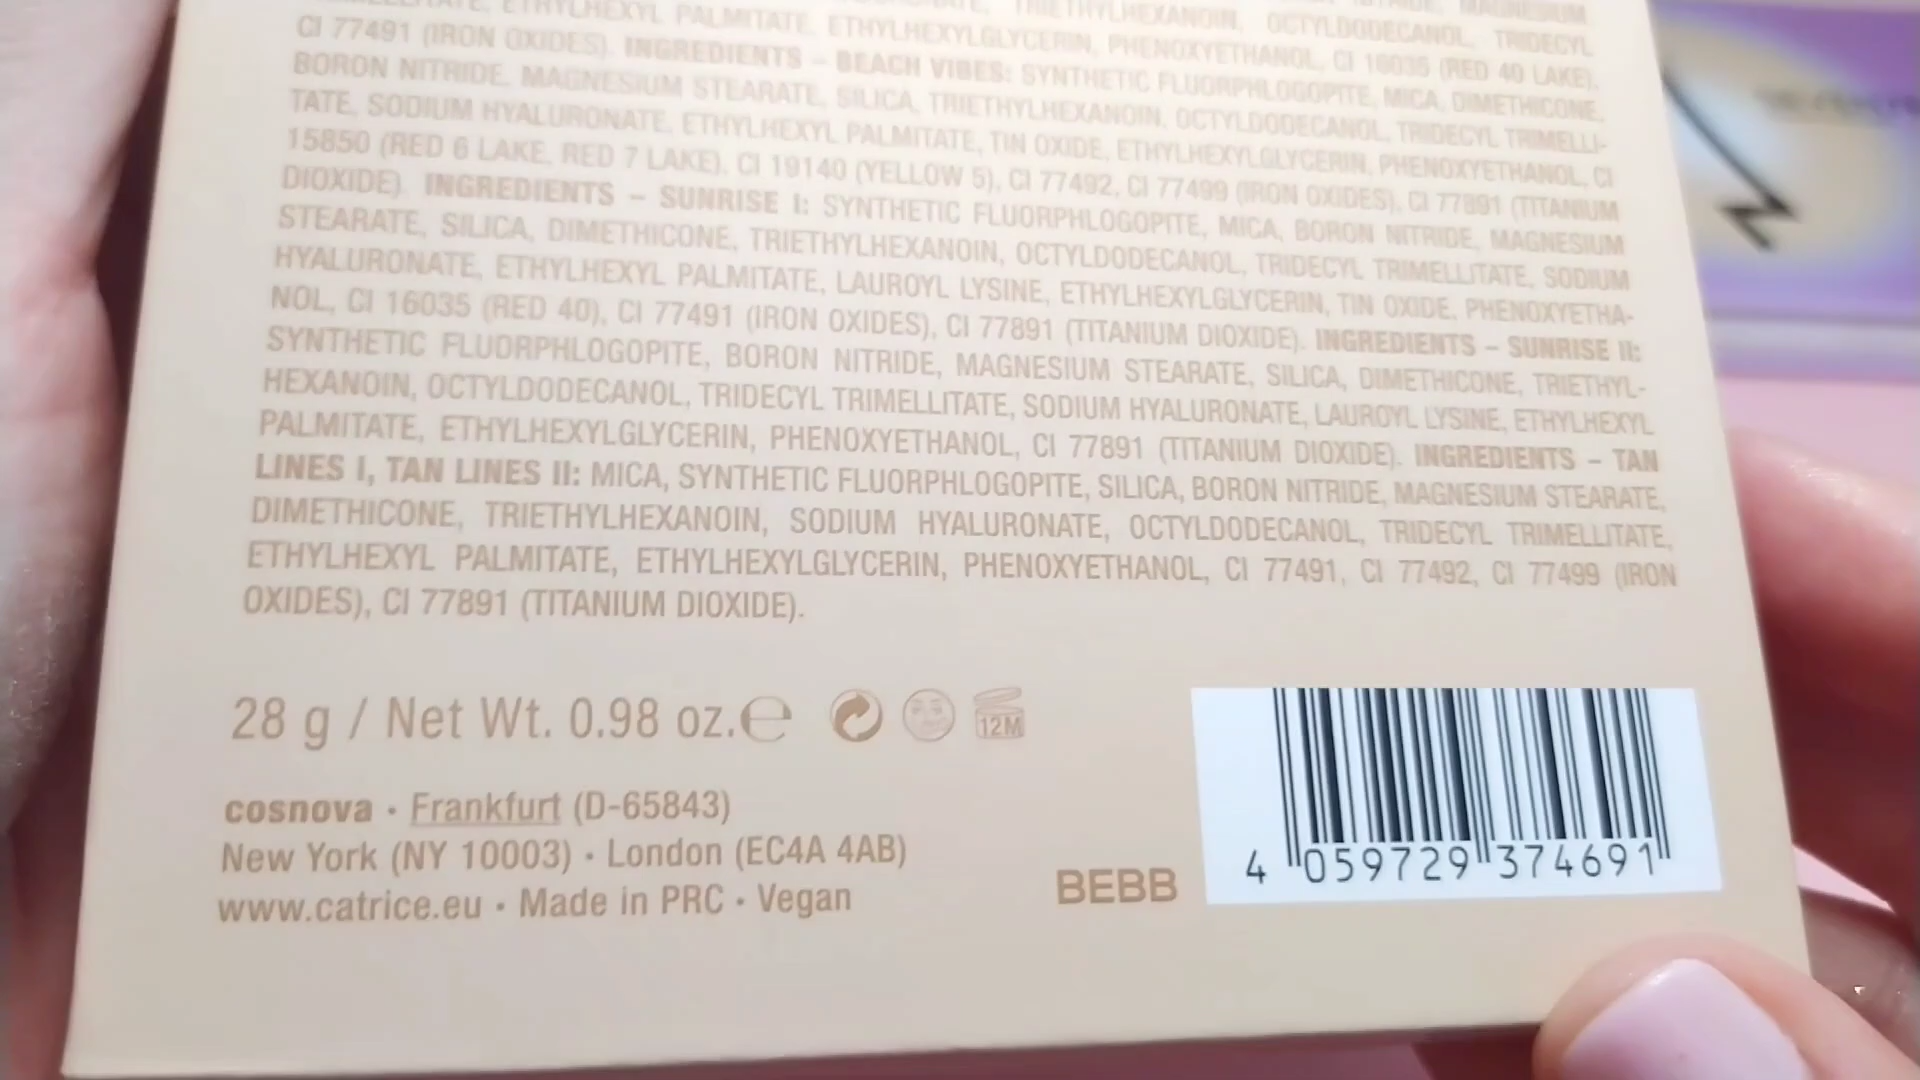 ETHYLHEXYL PALMITATE, ETHYLHEXYLGLYCERIN, PHENOXYETHANOL, CI 16035 (RED 40 LAKE),
CI 77491 (IRON OXIDES). INGREDIENTS – BEACH VIBES: SYNTHETIC FLUORPHLOGOPITE, MICA, DIMETHICONE,
BORON NITRIDE, MAGNESIUM STEARATE, SILICA, TRIETHYLHEXANOIN, OCTYLDODECANOL, TRIDECYL TRIMELLI-
TATE, SODIUM HYALURONATE, ETHYLHEXYL PALMITATE, TIN OXIDE, ETHYLHEXYLGLYCERIN, PHENOXYETHANOL, CI
15850 (RED 6 LAKE, RED 7 LAKE), CI 19140 (YELLOW 5), CI 77492, CI 77499 (IRON OXIDES), CI 77891 (TITANIUM
DIOXIDE). INGREDIENTS – SUNRISE I: SYNTHETIC FLUORPHLOGOPITE, MICA, BORON NITRIDE, MAGNESIUM
STEARATE, SILICA, DIMETHICONE, TRIETHYLHEXANOIN, OCTYLDODECANOL, TRIDECYL TRIMELLITATE, SODIUM
HYALURONATE, ETHYLHEXYL PALMITATE, LAUROYL LYSINE, ETHYLHEXYLGLYCERIN, TIN OXIDE, PHENOXYETHA-
NOL, CI 16035 (RED 40), CI 77491 (IRON OXIDES), CI 77891 (TITANIUM DIOXIDE). INGREDIENTS – SUNRISE II:
SYNTHETIC FLUORPHLOGOPITE, BORON NITRIDE, MAGNESIUM STEARATE, SILICA, DIMETHICONE, TRIETHYL-
HEXANOIN, OCTYLDODECANOL, TRIDECYL TRIMELLITATE, SODIUM HYALURONATE, LAUROYL LYSINE, ETHYLHEXYL
PALMITATE, ETHYLHEXYLGLYCERIN, PHENOXYETHANOL, CI 77891 (TITANIUM DIOXIDE). INGREDIENTS – TAN
LINES I, TAN LINES II: MICA, SYNTHETIC FLUORPHLOGOPITE, SILICA, BORON NITRIDE, MAGNESIUM STEARATE,
DIMETHICONE, TRIETHYLHEXANOIN, SODIUM HYALURONATE, OCTYLDODECANOL, TRIDECYL TRIMELLITATE,
ETHYLHEXYL PALMITATE, ETHYLHEXYLGLYCERIN, PHENOXYETHANOL, CI 77491, CI 77492, CI 77499 (IRON
OXIDES), CI 77891 (TITANIUM DIOXIDE).
28 g / Net Wt. 0.98 oz. ℮ 12M
cosnova · Frankfurt (D-65843)
New York (NY 10003) · London (EC4A 4AB)
www.catrice.eu · Made in PRC · Vegan
BEBB
4 059729 374691